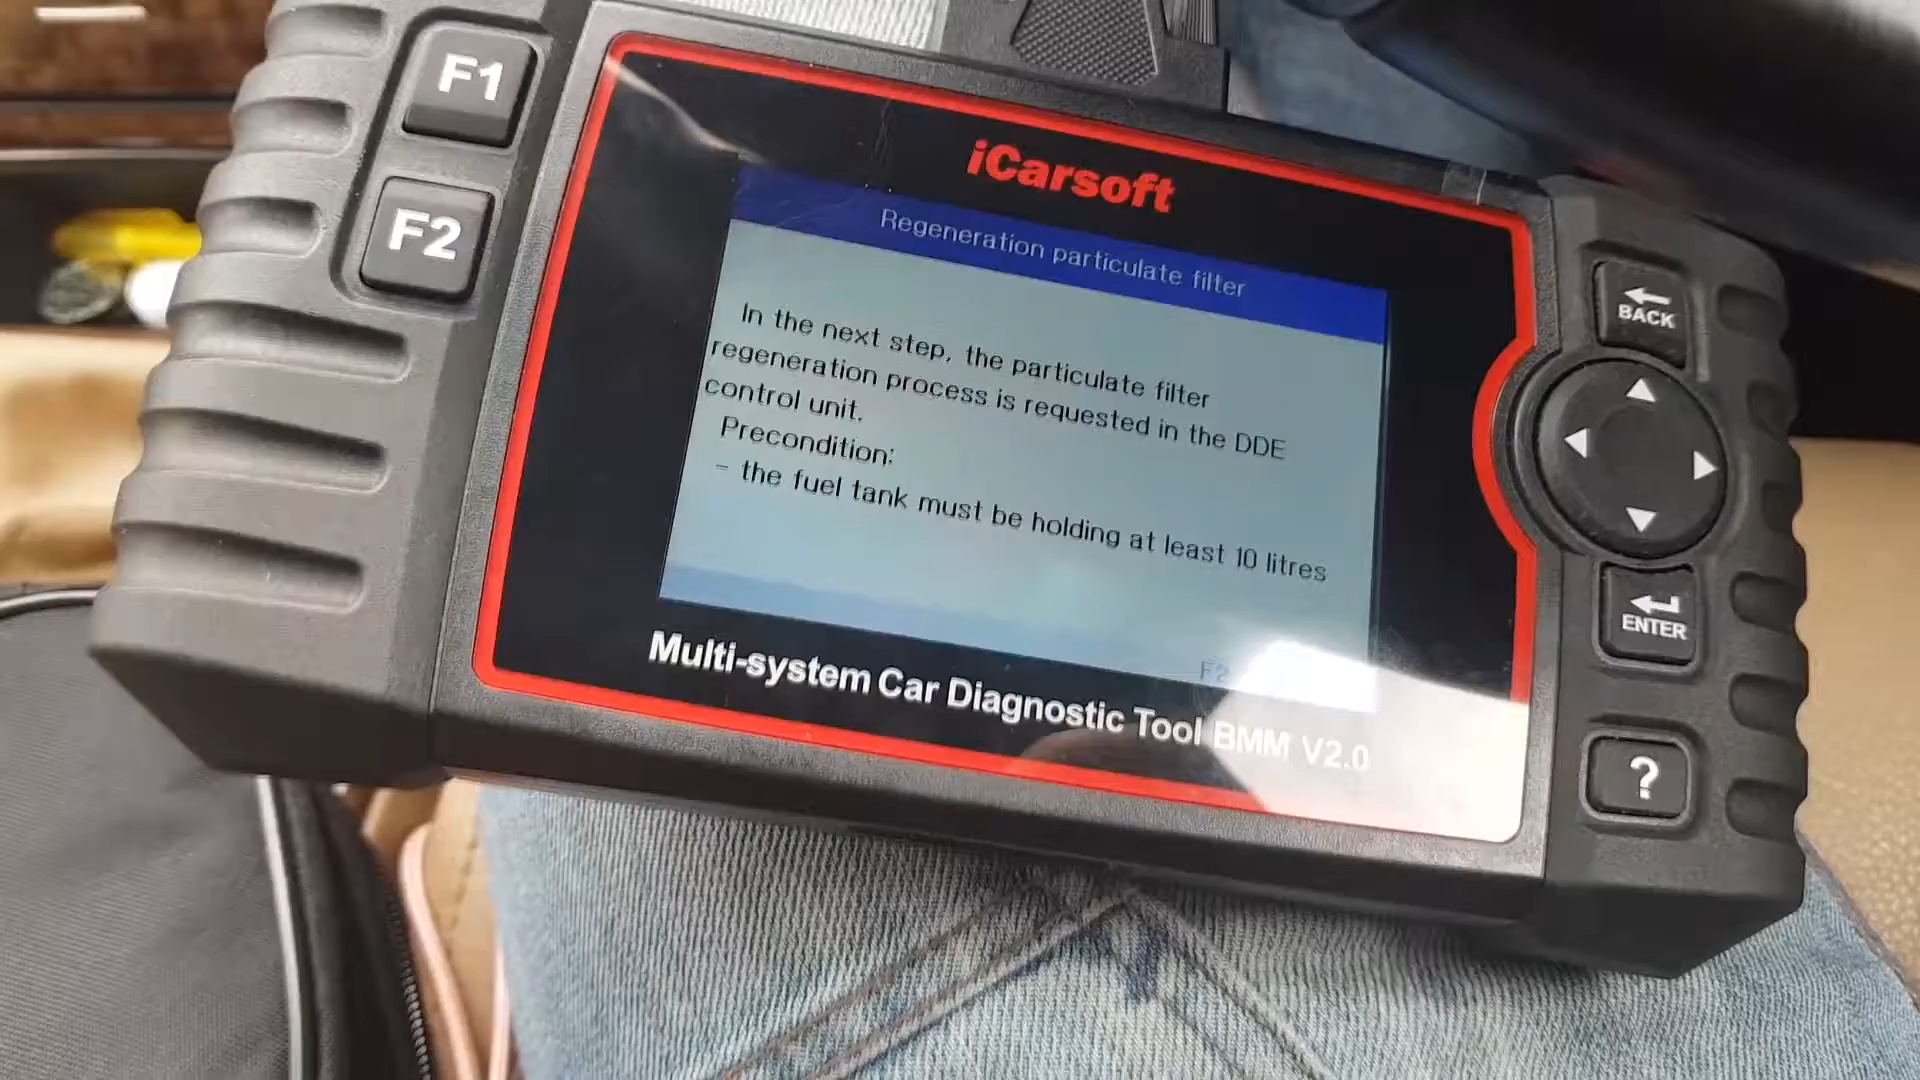 F1
F2
iCarsoft
Regeneration particulate filter
In the next step, the particulate filter
regeneration process is requested in the DDE
control unit.
Precondition:
- the fuel tank must be holding at least 10 litres
F2
Multi-system Car Diagnostic Tool BMM V2.0
BACK
ENTER
?